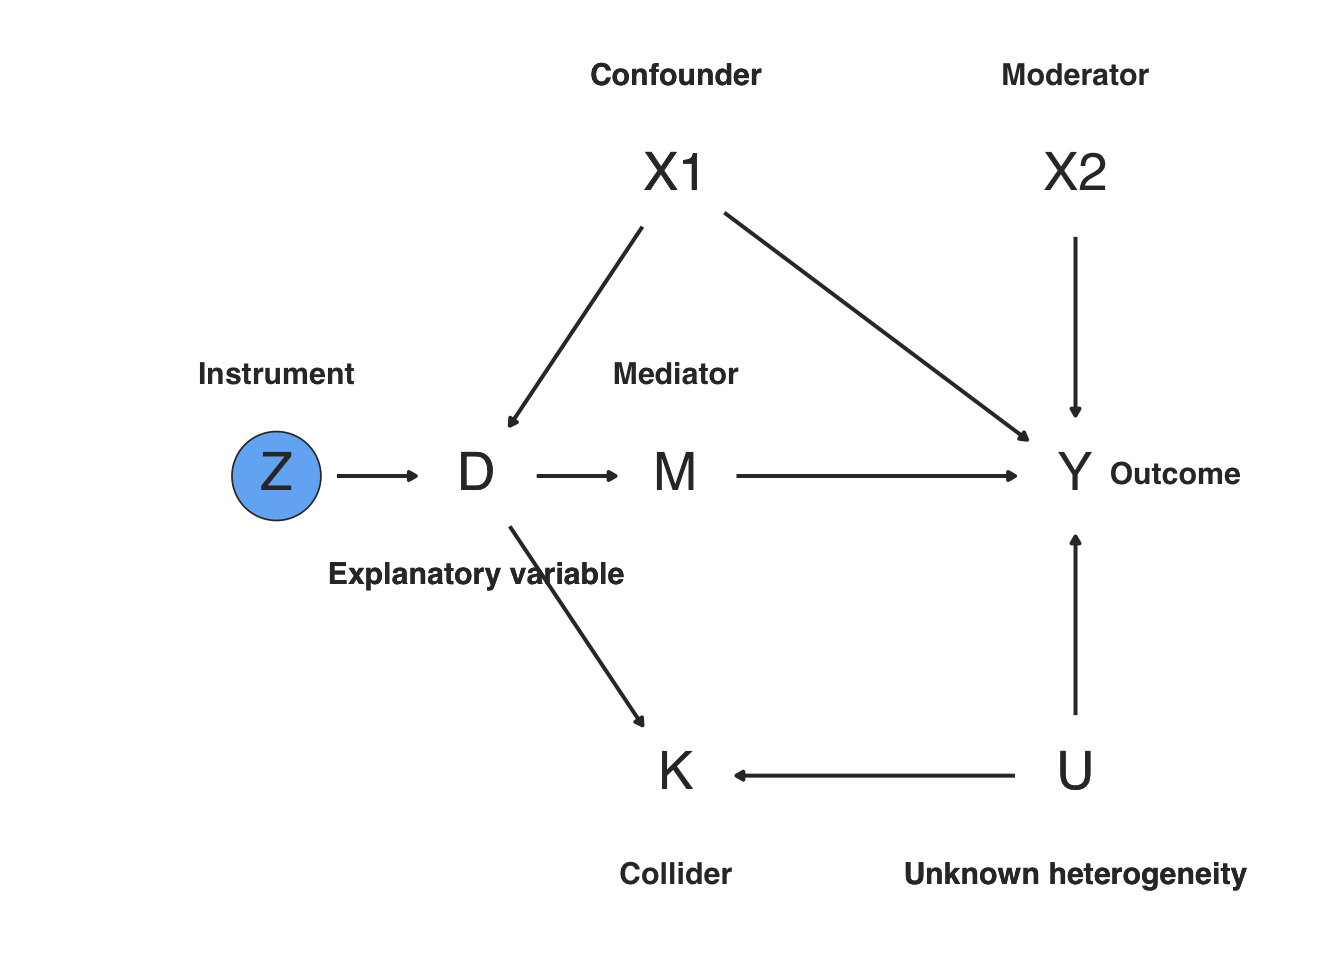 Confounder
Moderator
X1
X2
Instrument
Mediator
Z
D
M
Y Outcome
Explanatory variable
K
U
Collider
Unknown heterogeneity